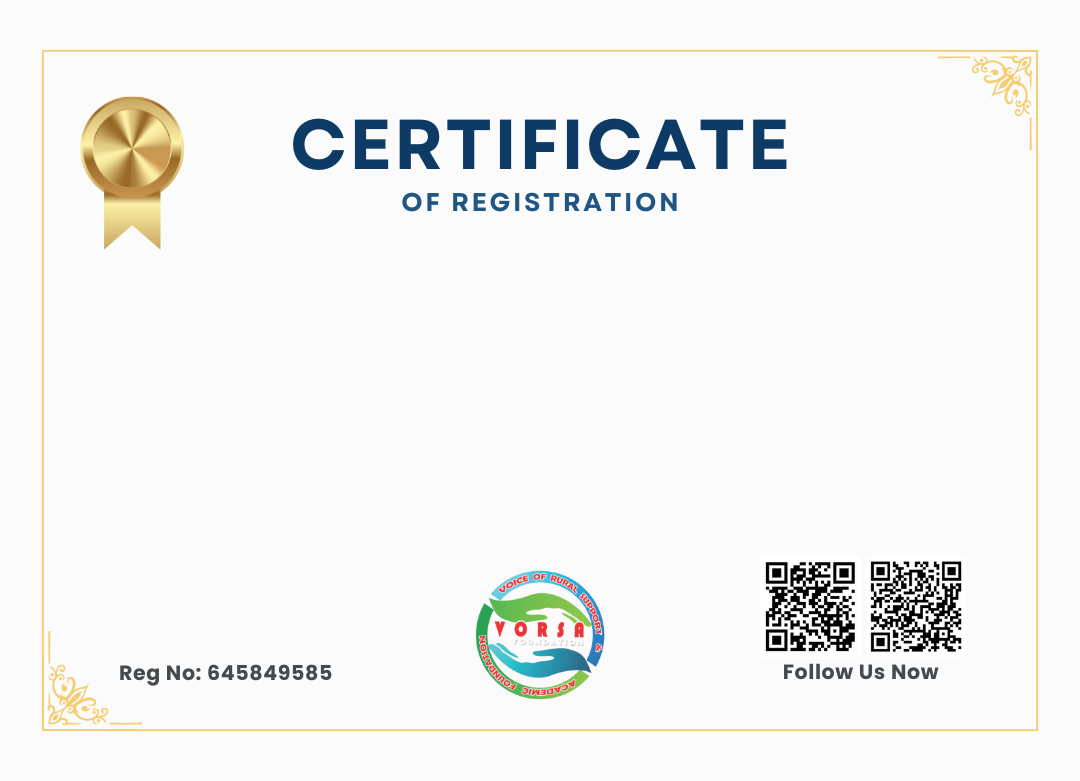 CERTIFICATE
OF REGISTRATION
VOICE OF RURAL SUPPORT &
VORSA
FOUNDATION
ACADEMIC FOUNDATION
Reg No: 645849585
Follow Us Now